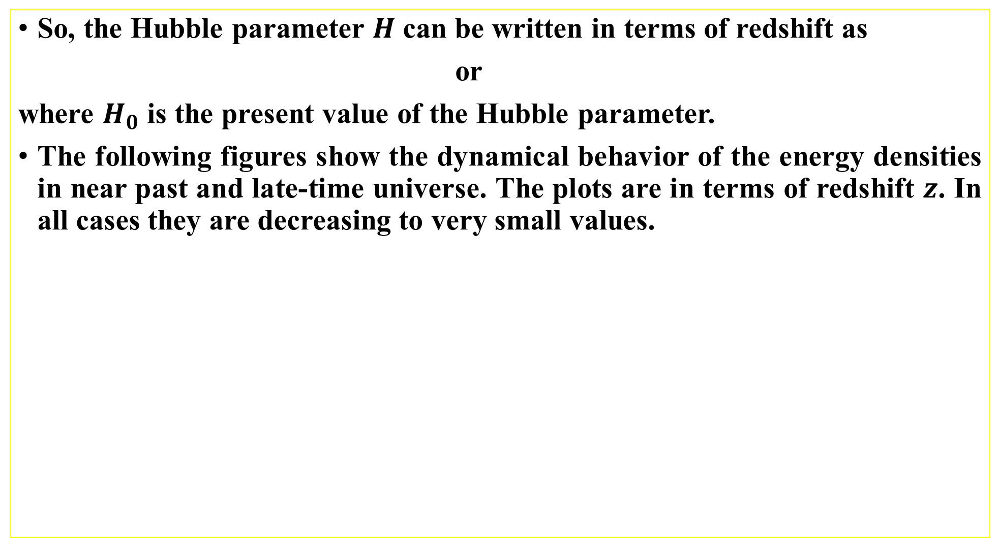 • So, the Hubble parameter H can be written in terms of redshift as
or
where H₀ is the present value of the Hubble parameter.
• The following figures show the dynamical behavior of the energy densities
in near past and late-time universe. The plots are in terms of redshift z. In
all cases they are decreasing to very small values.